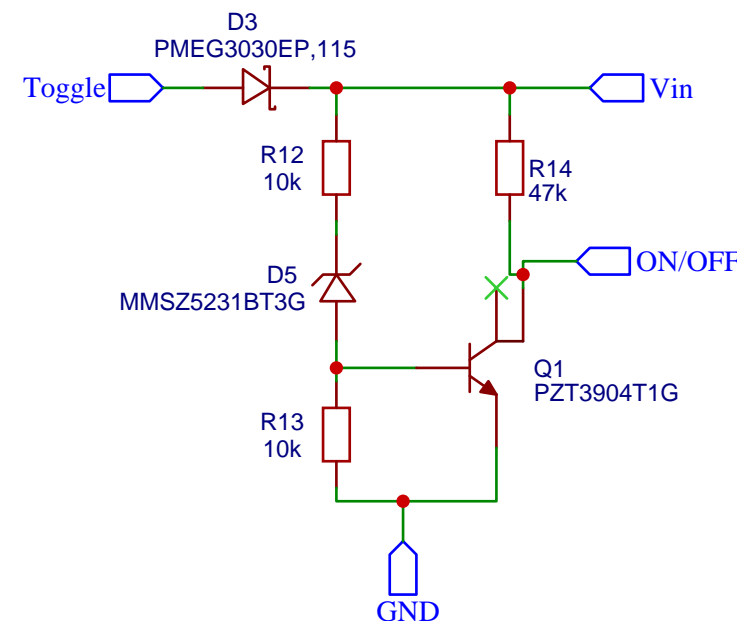 D3
PMEG3030EP,115
Toggle
Vin
R12
10k
R14
47k
ON/OFF
D5
MMSZ5231BT3G
Q1
PZT3904T1G
R13
10k
GND